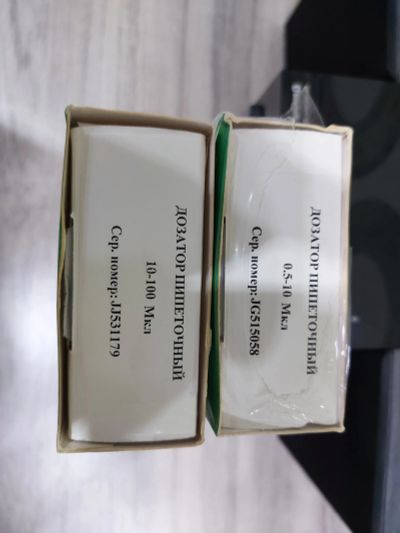 ДОЗАТОР ПИПЕТОЧНЫЙ
10-100 Мкл
Сер. номер: JJ531179
ДОЗАТОР ПИПЕТОЧНЫЙ
0.5-10 Мкл
Сер. номер: JG515058